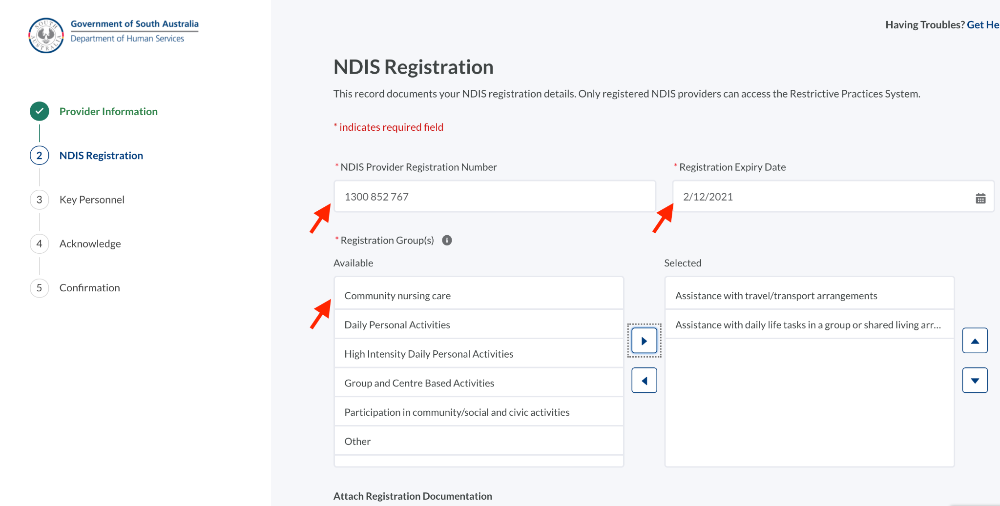 SOUTH AUSTRALIA
Government of South Australia
Department of Human Services
Having Troubles? Get He
Provider Information
2 NDIS Registration
3 Key Personnel
4 Acknowledge
5 Confirmation
NDIS Registration
This record documents your NDIS registration details. Only registered NDIS providers can access the Restrictive Practices System.
* indicates required field
* NDIS Provider Registration Number
1300 852 767
* Registration Expiry Date
2/12/2021
* Registration Group(s)
Available
Community nursing care
Daily Personal Activities
High Intensity Daily Personal Activities
Group and Centre Based Activities
Participation in community/social and civic activities
Other
Selected
Assistance with travel/transport arrangements
Assistance with daily life tasks in a group or shared living arr...
Attach Registration Documentation